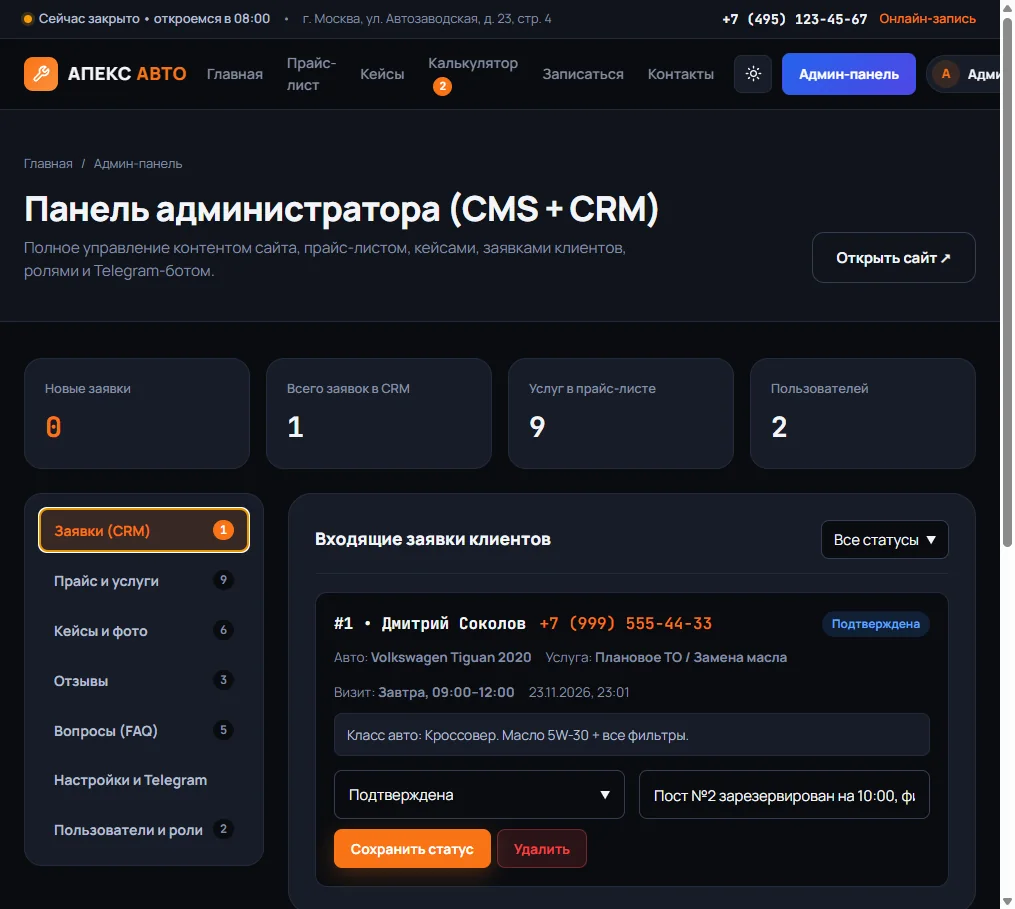 Сейчас закрыто • откроемся в 08:00 • г. Москва, ул. Автозаводская, д. 23, стр. 4 +7 (495) 123-45-67 Онлайн-запись
АПЕКС АВТО Главная Прайс-лист Кейсы Калькулятор 2 Записаться Контакты Админ-панель А Адми
Главная / Админ-панель
Панель администратора (CMS + CRM)
Полное управление контентом сайта, прайс-листом, кейсами, заявками клиентов,
ролями и Telegram-ботом.
Открыть сайт ↗
Новые заявки
0
Всего заявок в CRM
1
Услуг в прайс-листе
9
Пользователей
2
Заявки (CRM) 1
Прайс и услуги 9
Кейсы и фото 6
Отзывы 3
Вопросы (FAQ) 5
Настройки и Telegram
Пользователи и роли 2
Входящие заявки клиентов
Все статусы ▼
#1 • Дмитрий Соколов +7 (999) 555-44-33 Подтверждена
Авто: Volkswagen Tiguan 2020 Услуга: Плановое ТО / Замена масла
Визит: Завтра, 09:00–12:00 23.11.2026, 23:01
Класс авто: Кроссовер. Масло 5W-30 + все фильтры.
Подтверждена ▼
Пост №2 зарезервирован на 10:00, фи
Сохранить статус Удалить